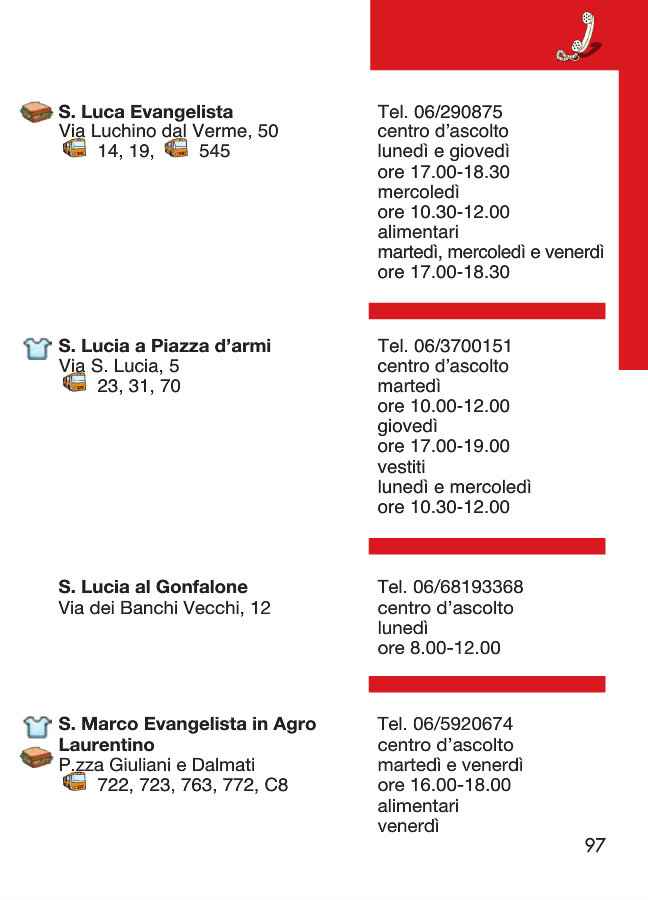 S. Luca Evangelista
Via Luchino dal Verme, 50
14, 19, 545
Tel. 06/290875
centro d'ascolto
lunedì e giovedì
ore 17.00-18.30
mercoledì
ore 10.30-12.00
alimentari
martedì, mercoledì e venerdì
ore 17.00-18.30
S. Lucia a Piazza d'armi
Via S. Lucia, 5
23, 31, 70
Tel. 06/3700151
centro d'ascolto
martedì
ore 10.00-12.00
giovedì
ore 17.00-19.00
vestiti
lunedì e mercoledì
ore 10.30-12.00
S. Lucia al Gonfalone
Via dei Banchi Vecchi, 12
Tel. 06/68193368
centro d'ascolto
lunedì
ore 8.00-12.00
S. Marco Evangelista in Agro
Laurentino
P.zza Giuliani e Dalmati
722, 723, 763, 772, C8
Tel. 06/5920674
centro d'ascolto
martedì e venerdì
ore 16.00-18.00
alimentari
venerdì
97